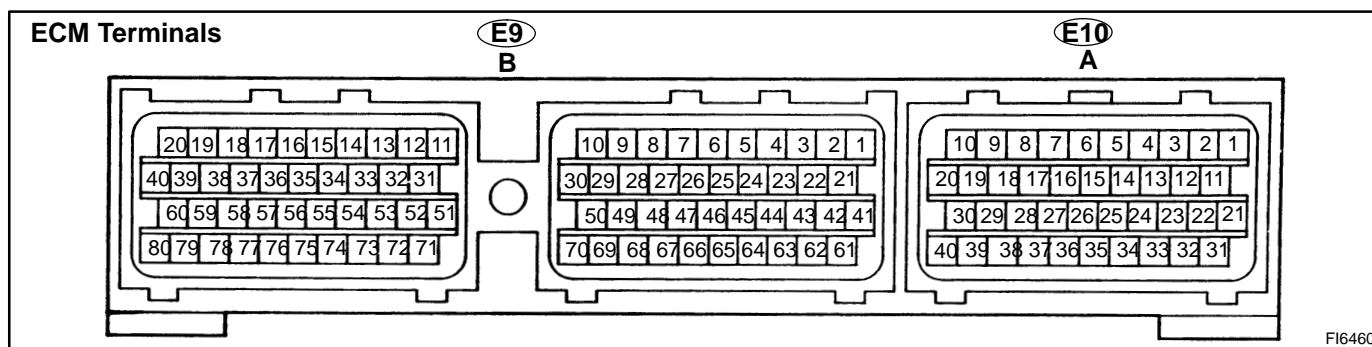 ECM Terminals
E9
E10
B
A
20 19 18 17 16 15 14 13 12 11
10 9 8 7 6 5 4 3 2 1
10 9 8 7 6 5 4 3 2 1
40 39 38 37 36 35 34 33 32 31
30 29 28 27 26 25 24 23 22 21
20 19 18 17 16 15 14 13 12 11
60 59 58 57 56 55 54 53 52 51
50 49 48 47 46 45 44 43 42 41
30 29 28 27 26 25 24 23 22 21
80 79 78 77 76 75 74 73 72 71
70 69 68 67 66 65 64 63 62 61
40 39 38 37 36 35 34 33 32 31
FI6460